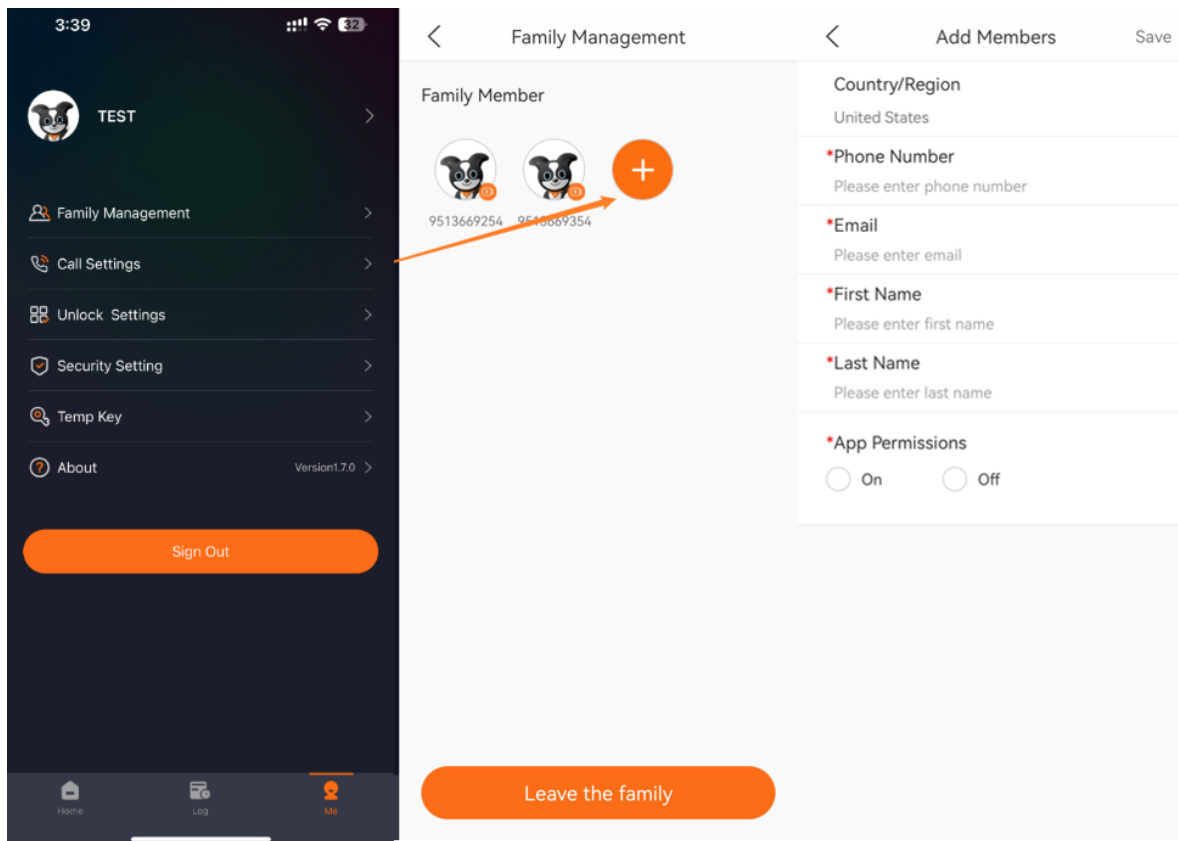 3:39
32
TEST
Family Management
Call Settings
Unlock Settings
Security Setting
Temp Key
About
Version1.7.0
Sign Out
Home
Log
Me
Family Management
Family Member
9513669254
9513669354
Leave the family
Add Members
Save
Country/Region
United States
*Phone Number
Please enter phone number
*Email
Please enter email
*First Name
Please enter first name
*Last Name
Please enter last name
*App Permissions
On
Off